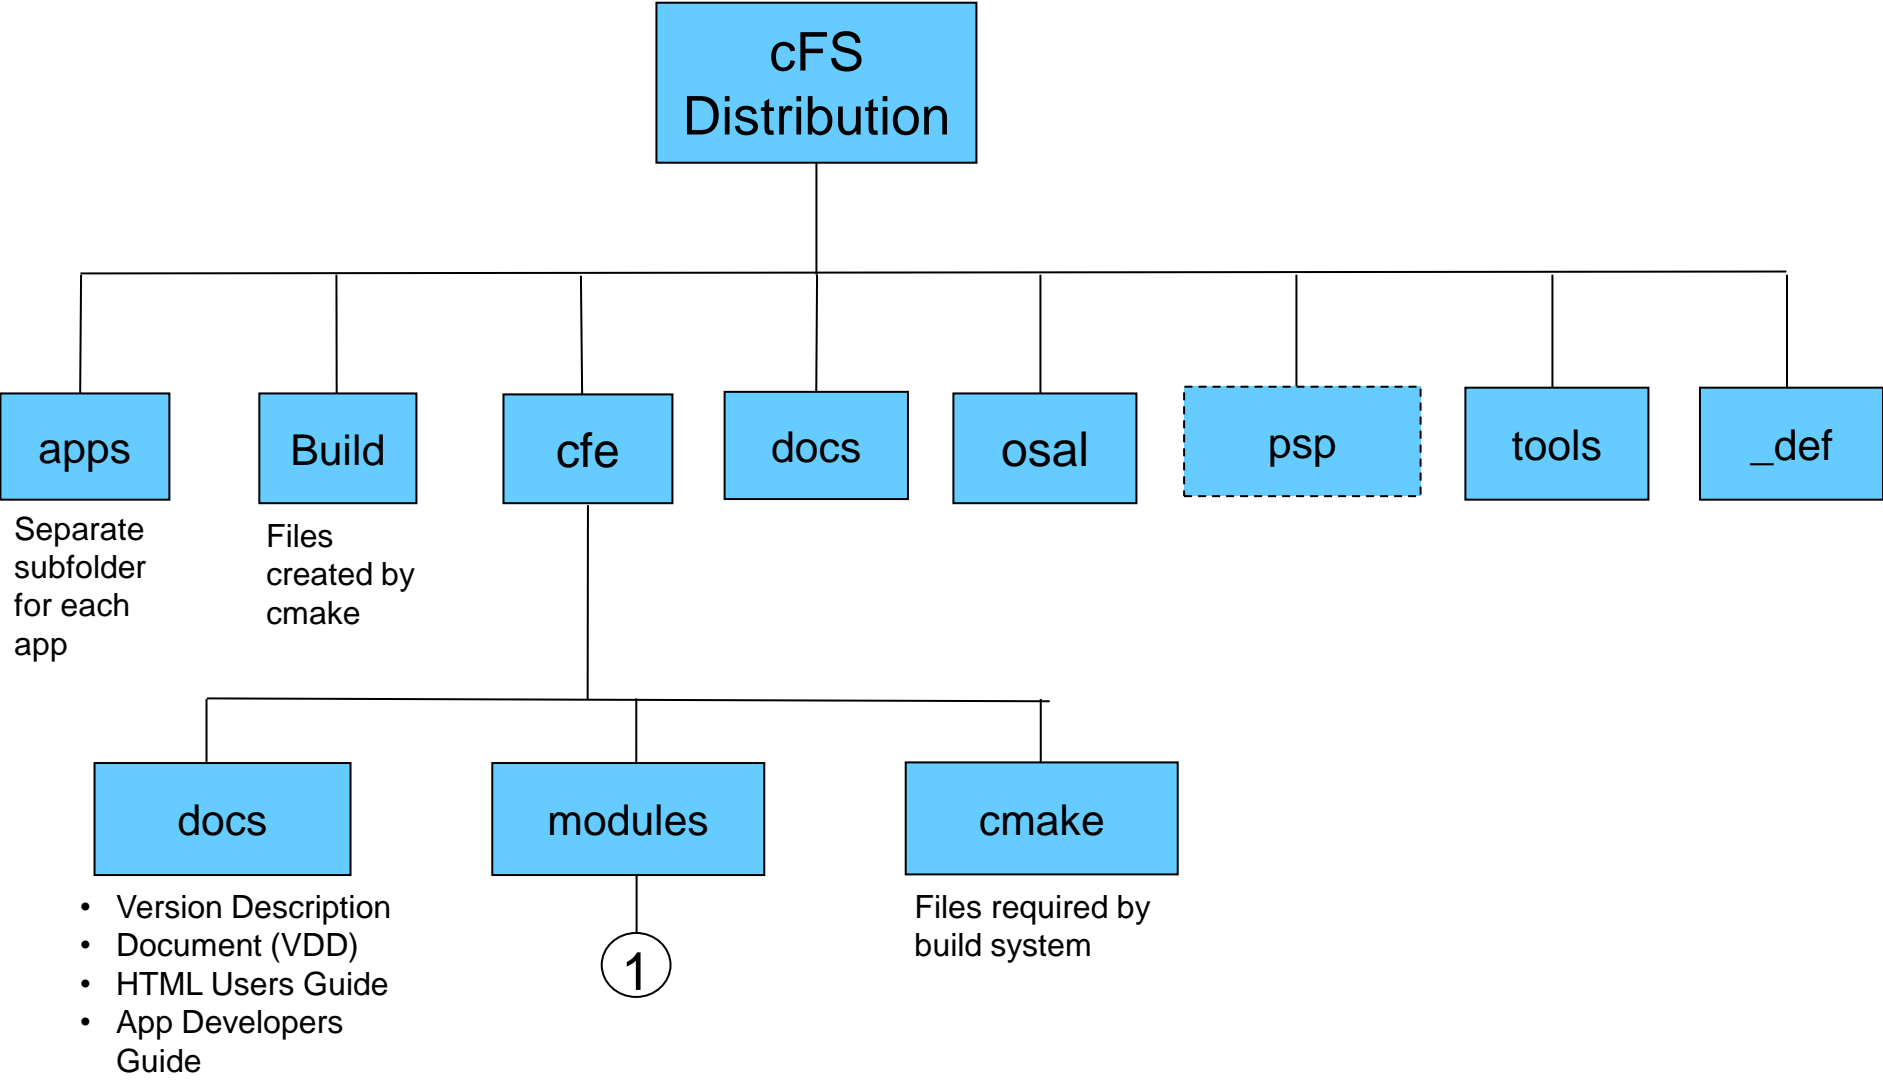 cFS
Distribution
apps
Build
cfe
docs
osal
psp
tools
_def
Separate
subfolder
for each
app
Files
created by
cmake
docs
modules
cmake
• Version Description
• Document (VDD)
• HTML Users Guide
• App Developers
Guide
1
Files required by
build system